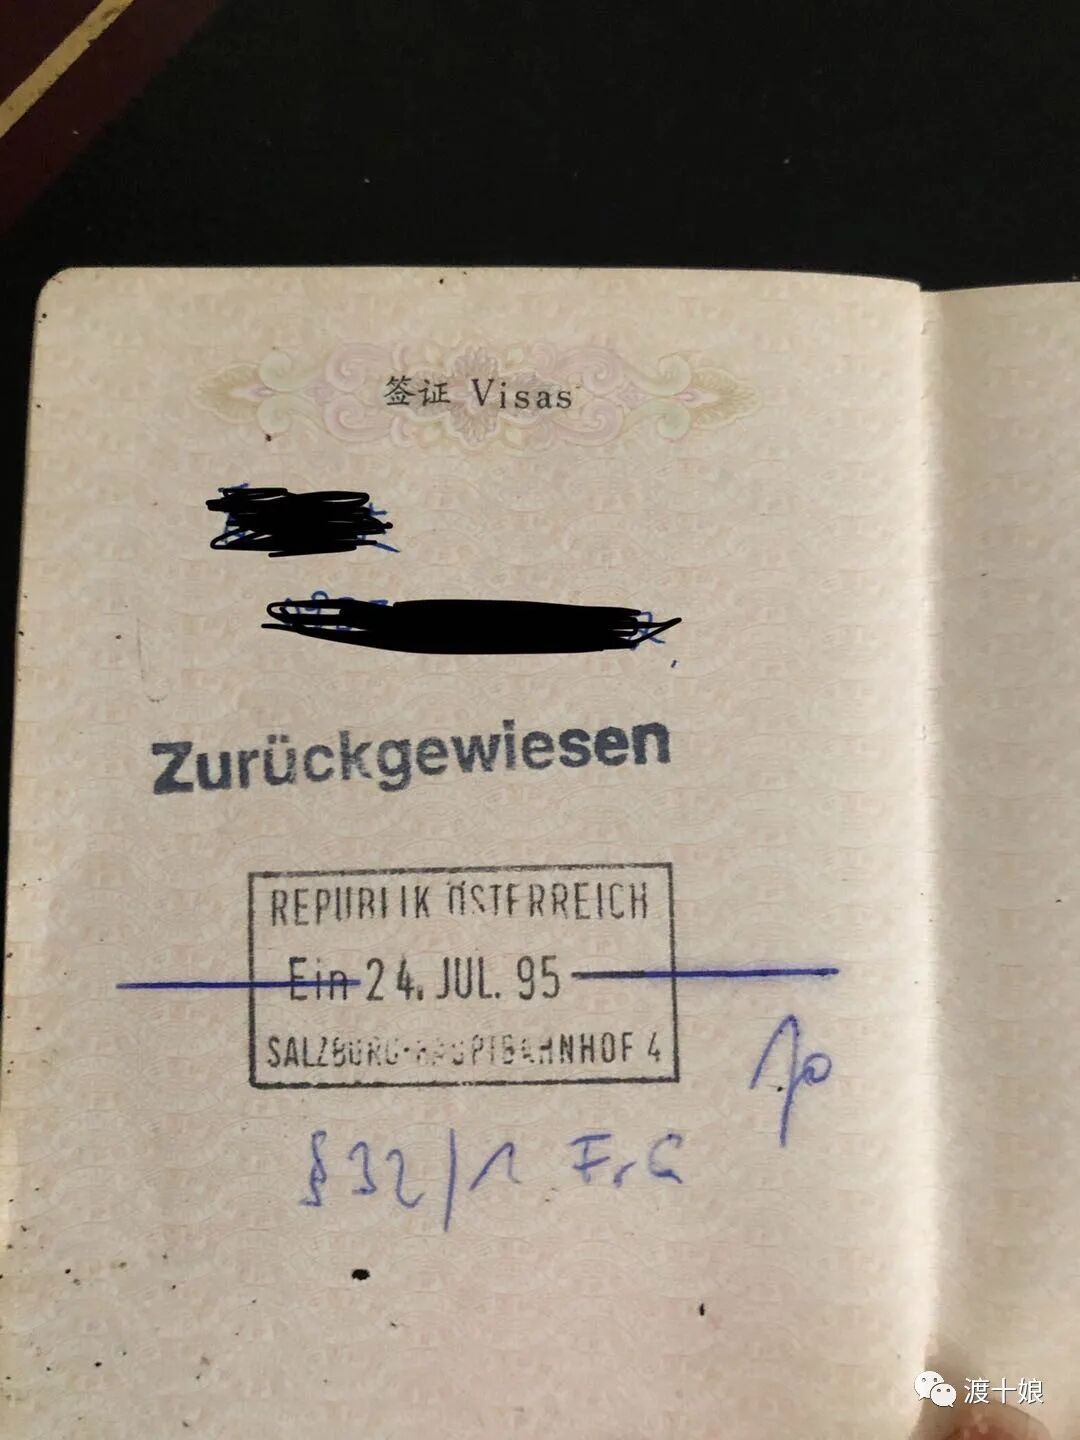 签证 Visas
Zurückgewiesen
REPUBLIK ÖSTERREICH
Ein 24. JUL. 95
SALZBURG-HAUPTBAHNHOF 4
§ 32/1 FrG
渡十娘